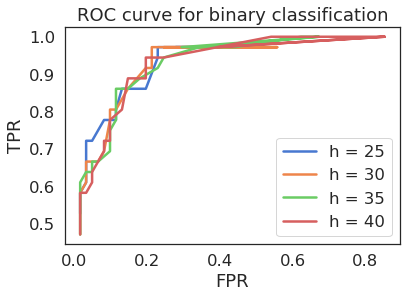 ROC curve for binary classification
1.0
0.9
0.8
0.7
0.6
0.5
TPR
h = 25
h = 30
h = 35
h = 40
0.0 0.2 0.4 0.6 0.8
FPR